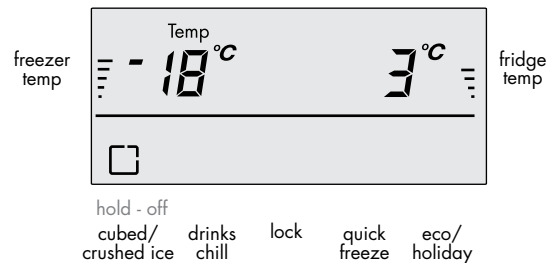 Temp
freezer
temp
-18°C
3°C
fridge
temp
hold - off
cubed/
crushed ice
drinks
chill
lock
quick
freeze
eco/
holiday